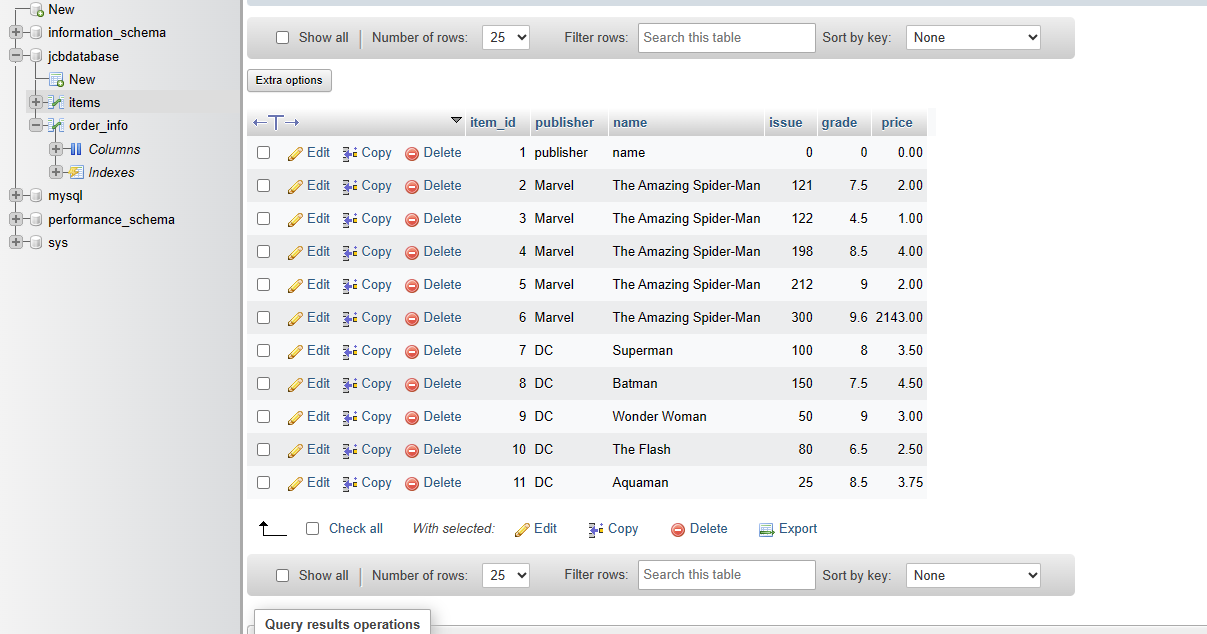 New
information_schema
jcbdatabase
New
items
order_info
Columns
Indexes
mysql
performance_schema
sys
Show all Number of rows: 25 Filter rows: Search this table Sort by key: None
Extra options
←T→ item_id publisher name issue grade price
Edit Copy Delete 1 publisher name 0 0 0.00
Edit Copy Delete 2 Marvel The Amazing Spider-Man 121 7.5 2.00
Edit Copy Delete 3 Marvel The Amazing Spider-Man 122 4.5 1.00
Edit Copy Delete 4 Marvel The Amazing Spider-Man 198 8.5 4.00
Edit Copy Delete 5 Marvel The Amazing Spider-Man 212 9 2.00
Edit Copy Delete 6 Marvel The Amazing Spider-Man 300 9.6 2143.00
Edit Copy Delete 7 DC Superman 100 8 3.50
Edit Copy Delete 8 DC Batman 150 7.5 4.50
Edit Copy Delete 9 DC Wonder Woman 50 9 3.00
Edit Copy Delete 10 DC The Flash 80 6.5 2.50
Edit Copy Delete 11 DC Aquaman 25 8.5 3.75
Check all With selected: Edit Copy Delete Export
Show all Number of rows: 25 Filter rows: Search this table Sort by key: None
Query results operations